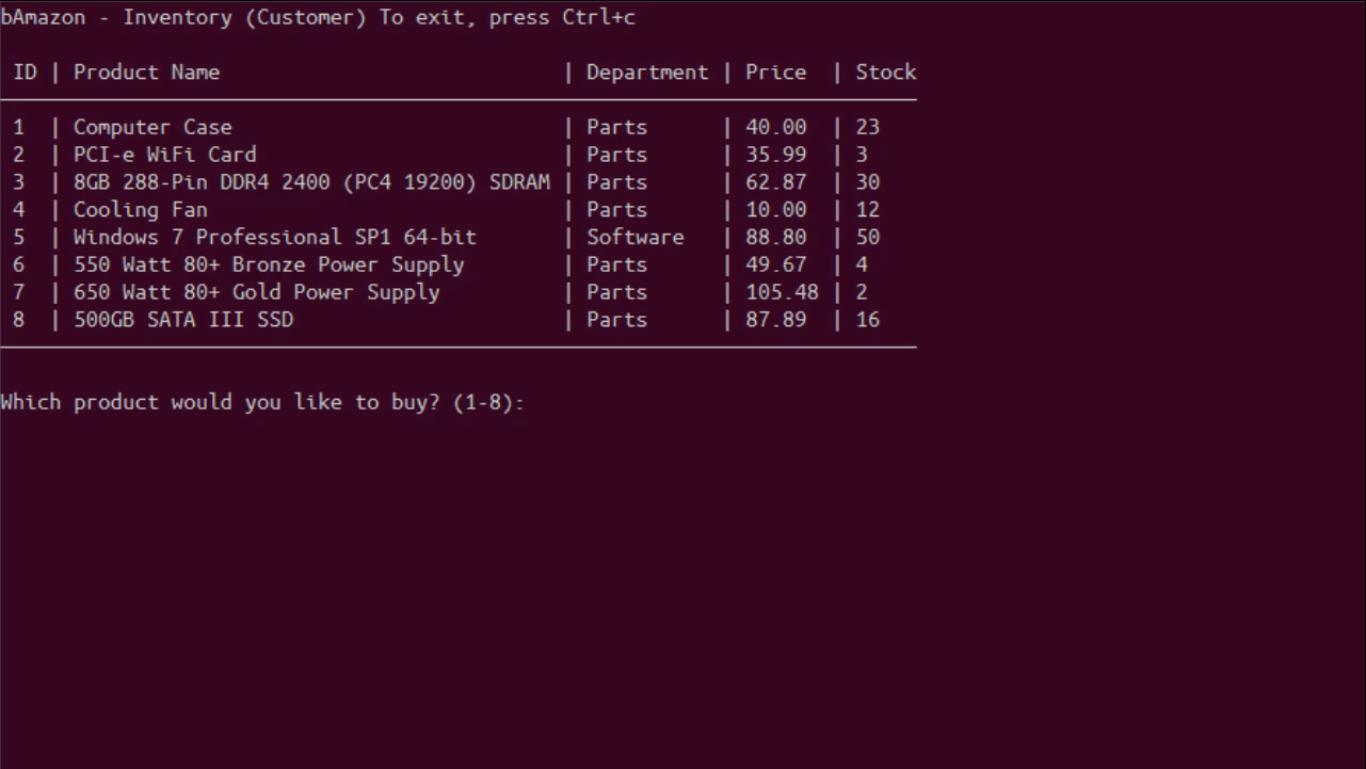 bAmazon - Inventory (Customer) To exit, press Ctrl+c
ID | Product Name | Department | Price | Stock
1 | Computer Case | Parts | 40.00 | 23
2 | PCI-e WiFi Card | Parts | 35.99 | 3
3 | 8GB 288-Pin DDR4 2400 (PC4 19200) SDRAM | Parts | 62.87 | 30
4 | Cooling Fan | Parts | 10.00 | 12
5 | Windows 7 Professional SP1 64-bit | Software | 88.80 | 50
6 | 550 Watt 80+ Bronze Power Supply | Parts | 49.67 | 4
7 | 650 Watt 80+ Gold Power Supply | Parts | 105.48 | 2
8 | 500GB SATA III SSD | Parts | 87.89 | 16
Which product would you like to buy? (1-8):